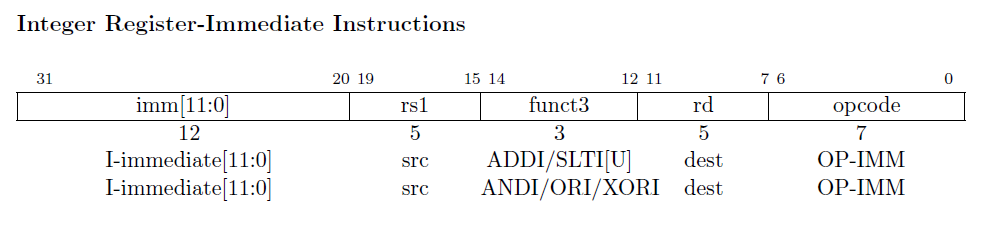 Integer Register-Immediate Instructions
31 20 19 15 14 12 11 7 6 0
imm[11:0] rs1 funct3 rd opcode
12 5 3 5 7
I-immediate[11:0] src ADDI/SLTI[U] dest OP-IMM
I-immediate[11:0] src ANDI/ORI/XORI dest OP-IMM